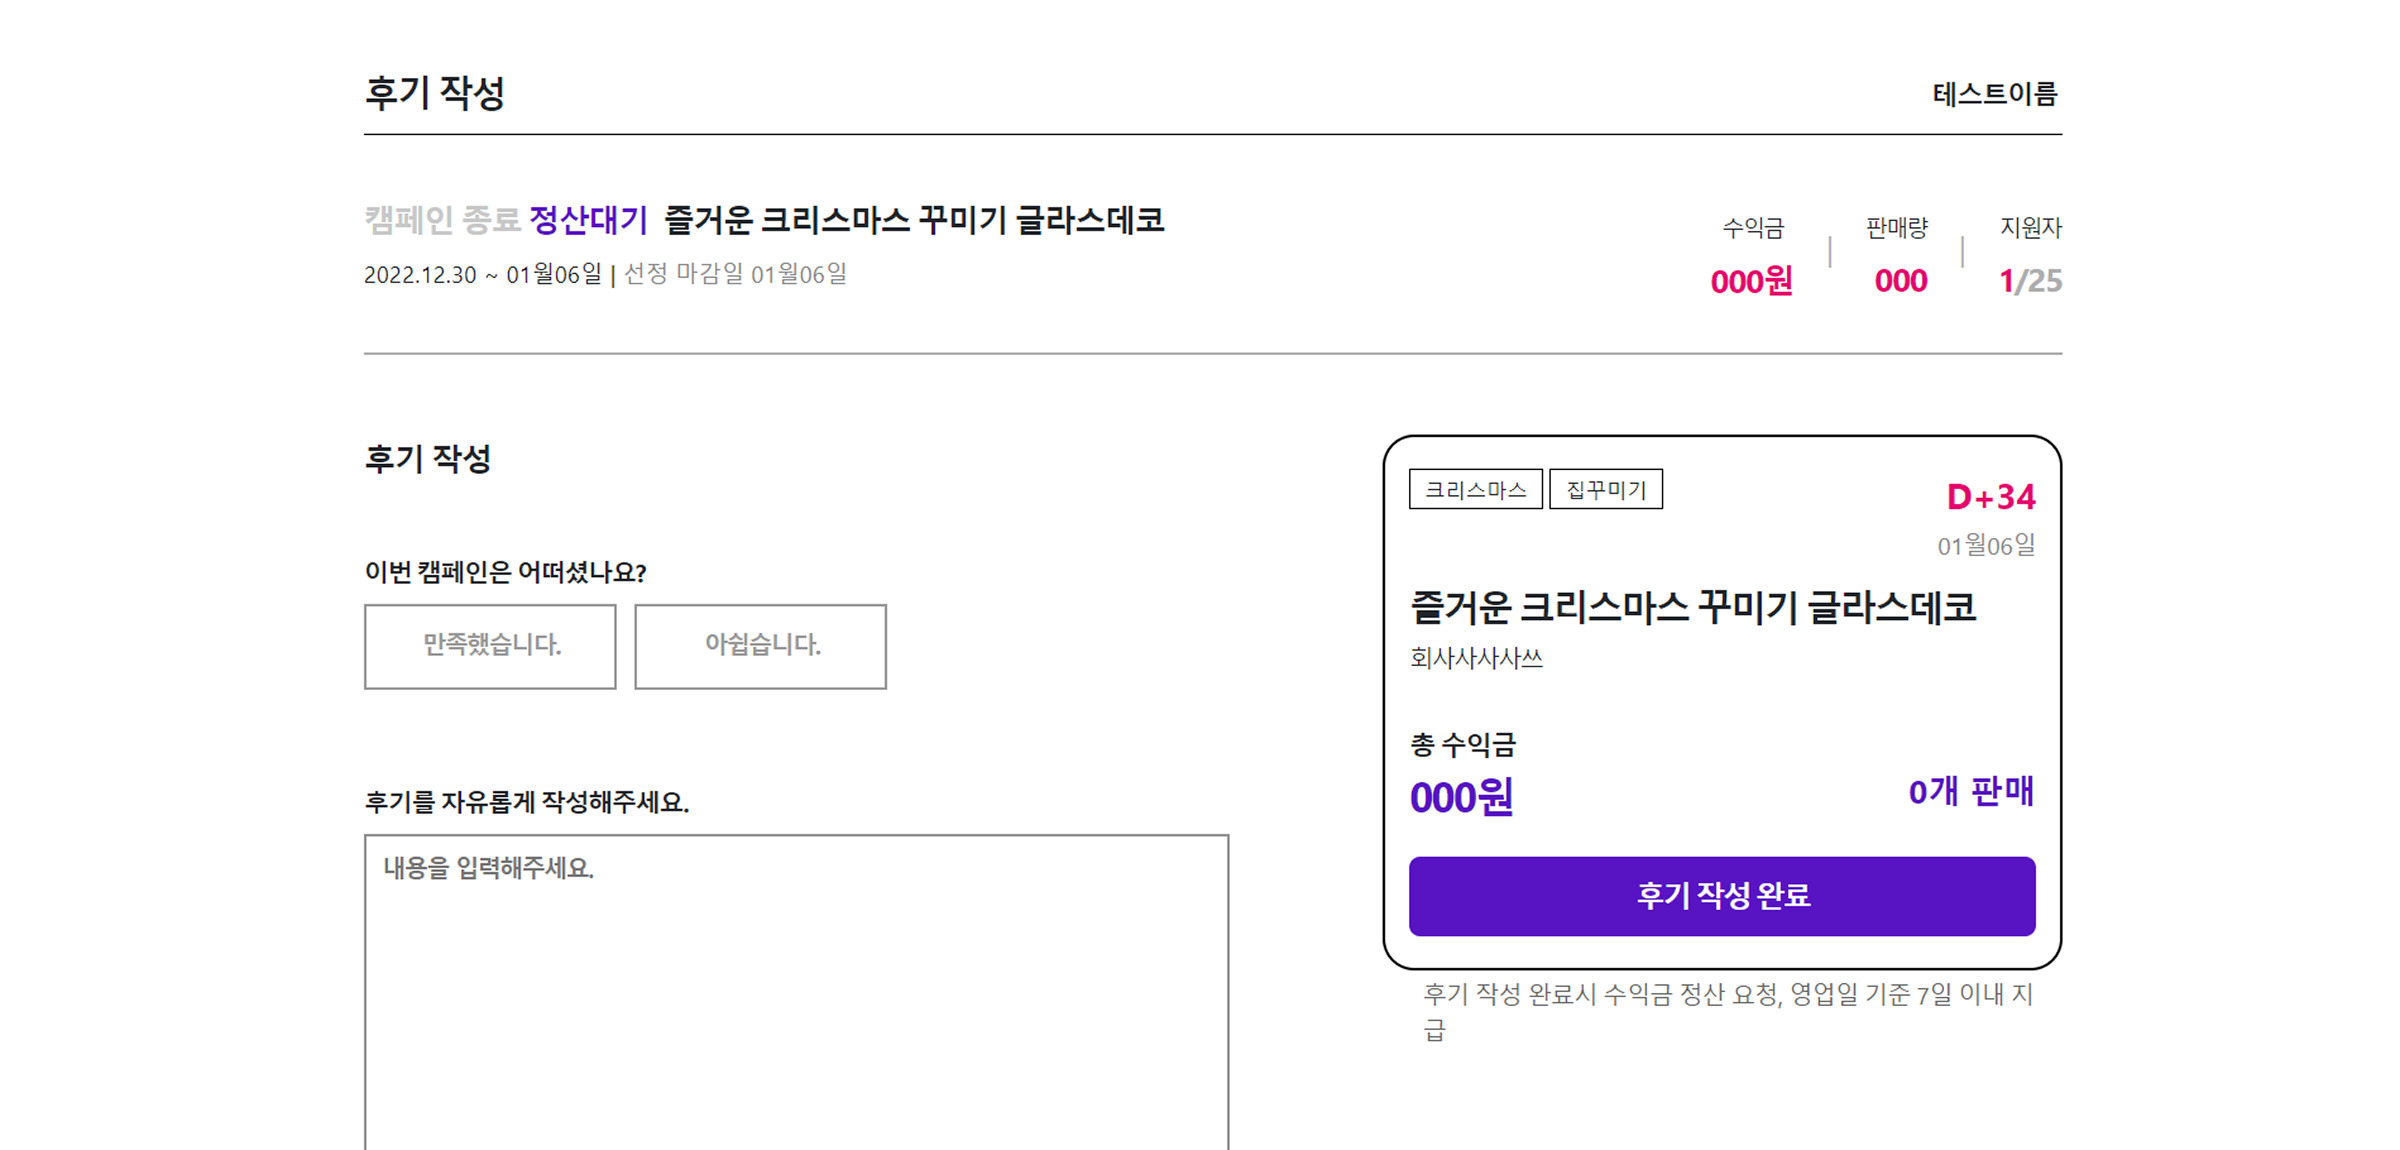 후기 작성
테스트이름
캠페인 종료 정산대기 즐거운 크리스마스 꾸미기 글라스데코
2022.12.30 ~ 01월06일 | 선정 마감일 01월06일
수익금 | 판매량 | 지원자
000원 000 1/25
후기 작성
이번 캠페인은 어떠셨나요?
만족했습니다. 아쉽습니다.
후기를 자유롭게 작성해주세요.
내용을 입력해주세요.
크리스마스 집꾸미기
D+34
01월06일
즐거운 크리스마스 꾸미기 글라스데코
회사사사사쓰
총 수익금
000원 0개 판매
후기 작성 완료
후기 작성 완료시 수익금 정산 요청, 영업일 기준 7일 이내 지
급